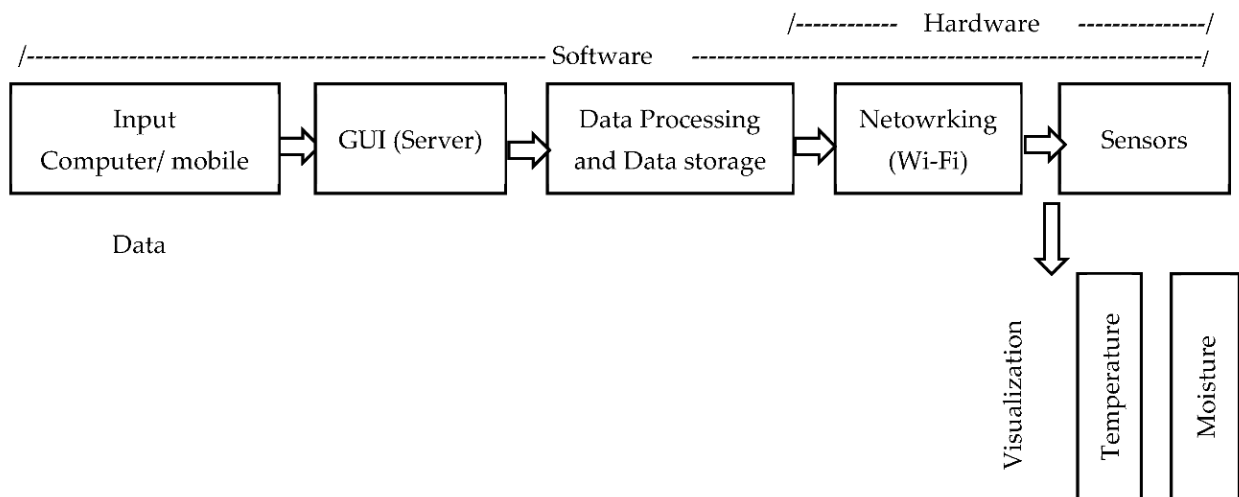 /----------- Hardware -------------/
/---------------------------------------------- Software ---------------------------------------------/
Input
Computer/ mobile
GUI (Server)
Data Processing
and Data storage
Netowrking
(Wi-Fi)
Sensors
Data
Visualization
Temperature
Moisture